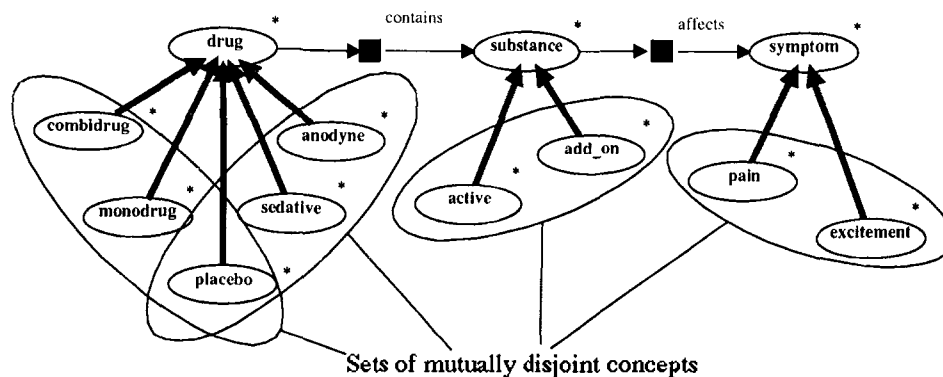 contains
affects
drug *
substance *
symptom *
combidrug *
anodyne *
add_on *
monodrug *
sedative *
active *
pain *
excitement *
placebo *
Sets of mutually disjoint concepts